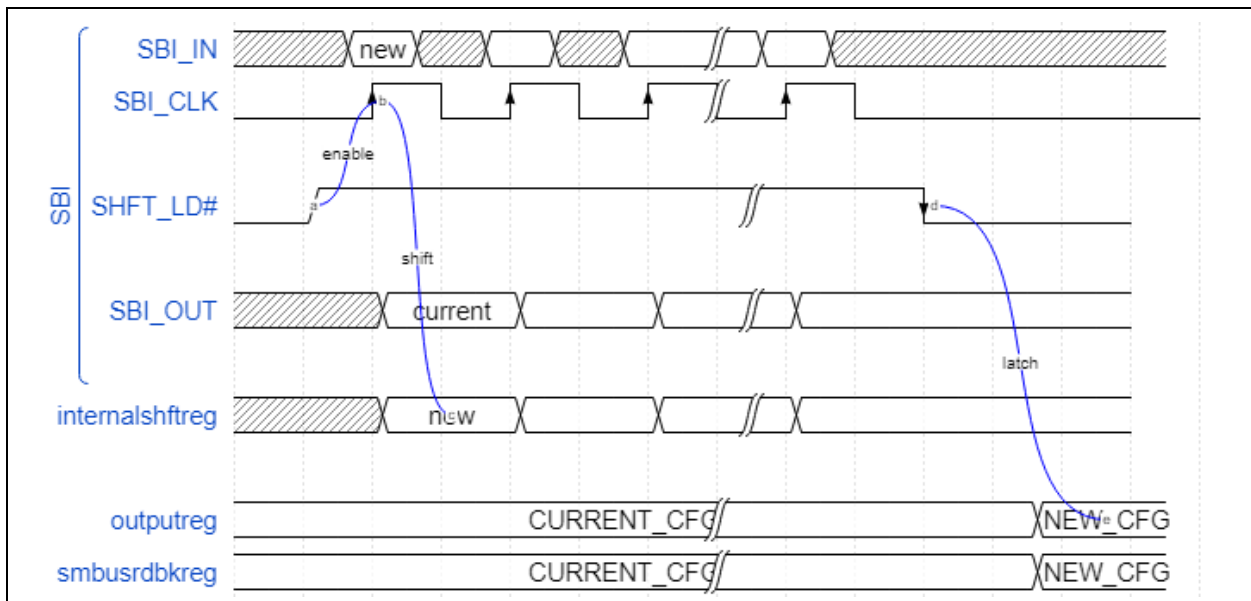 SBI
SBI_IN new
SBI_CLK b
enable
SHFT_LD# a d
shift
SBI_OUT current
latch
internalshftreg new c
outputreg CURRENT_CFG NEW_CFG e
smbusrdbkreg CURRENT_CFG NEW_CFG